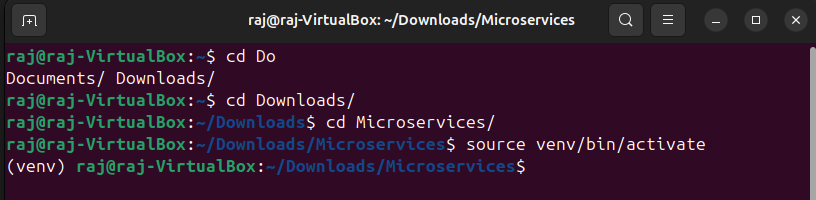 raj@raj-VirtualBox: ~/Downloads/Microservices
raj@raj-VirtualBox:~$ cd Do
Documents/ Downloads/
raj@raj-VirtualBox:~$ cd Downloads/
raj@raj-VirtualBox:~/Downloads$ cd Microservices/
raj@raj-VirtualBox:~/Downloads/Microservices$ source venv/bin/activate
(venv) raj@raj-VirtualBox:~/Downloads/Microservices$